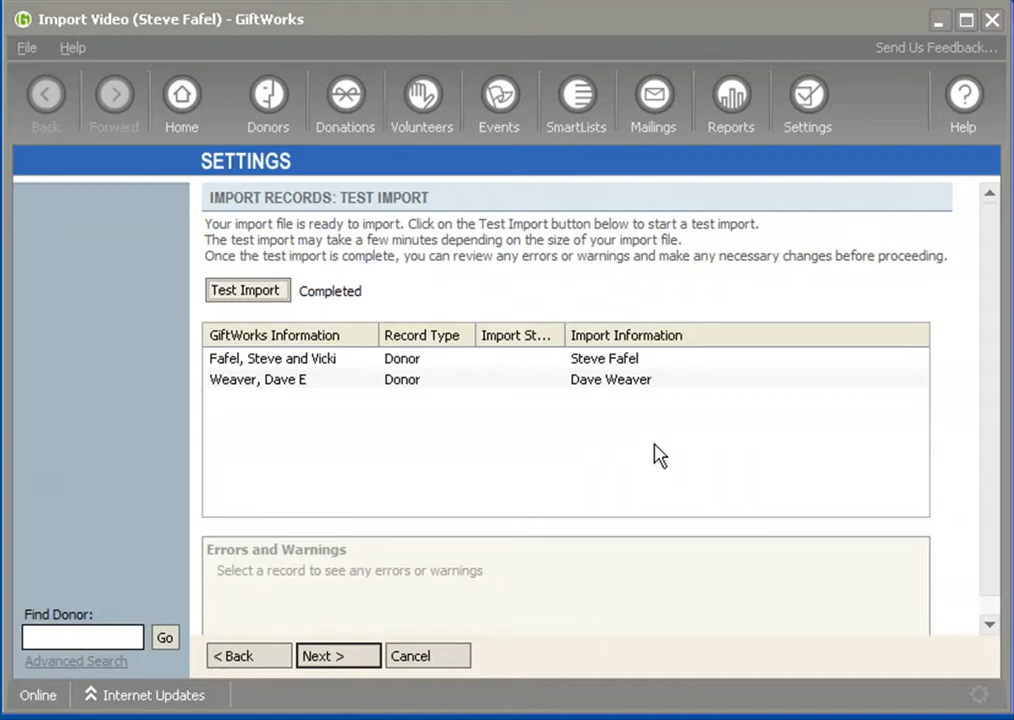 Import Video (Steve Fafel) - GiftWorks
File Help Send Us Feedback...
Back Forward Home Donors Donations Volunteers Events SmartLists Mailings Reports Settings Help
SETTINGS
IMPORT RECORDS: TEST IMPORT
Your import file is ready to import. Click on the Test Import button below to start a test import.
The test import may take a few minutes depending on the size of your import file.
Once the test import is complete, you can review any errors or warnings and make any necessary changes before proceeding.
Test Import Completed
GiftWorks Information Record Type Import St... Import Information
Fafel, Steve and Vicki Donor Steve Fafel
Weaver, Dave E Donor Dave Weaver
Errors and Warnings
Select a record to see any errors or warnings
Find Donor:
Go
Advanced Search
< Back Next > Cancel
Online Internet Updates